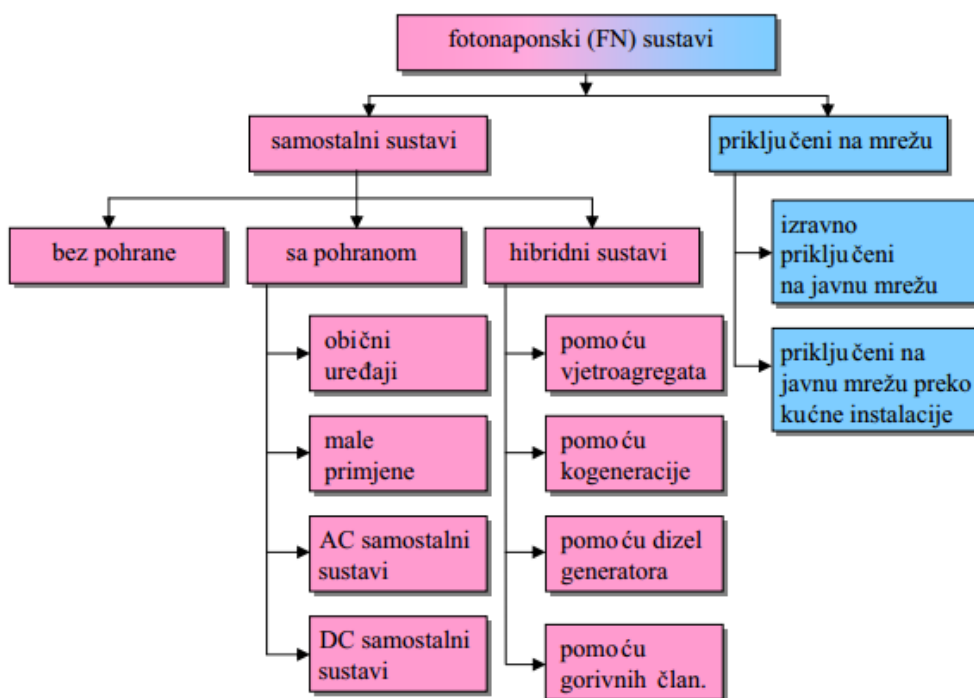 fotonaponski (FN) sustavi
samostalni sustavi
priključeni na mrežu
bez pohrane
sa pohranom
hibridni sustavi
izravno
priključeni
na javnu mrežu
obični
uređaji
pomoću
vjetroagregata
priključeni na
javnu mrežu preko
kućne instalacije
male
primjene
pomoću
kogeneracije
AC samostalni
sustavi
pomoću dizel
generatora
DC samostalni
sustavi
pomoću
gorivnih član.